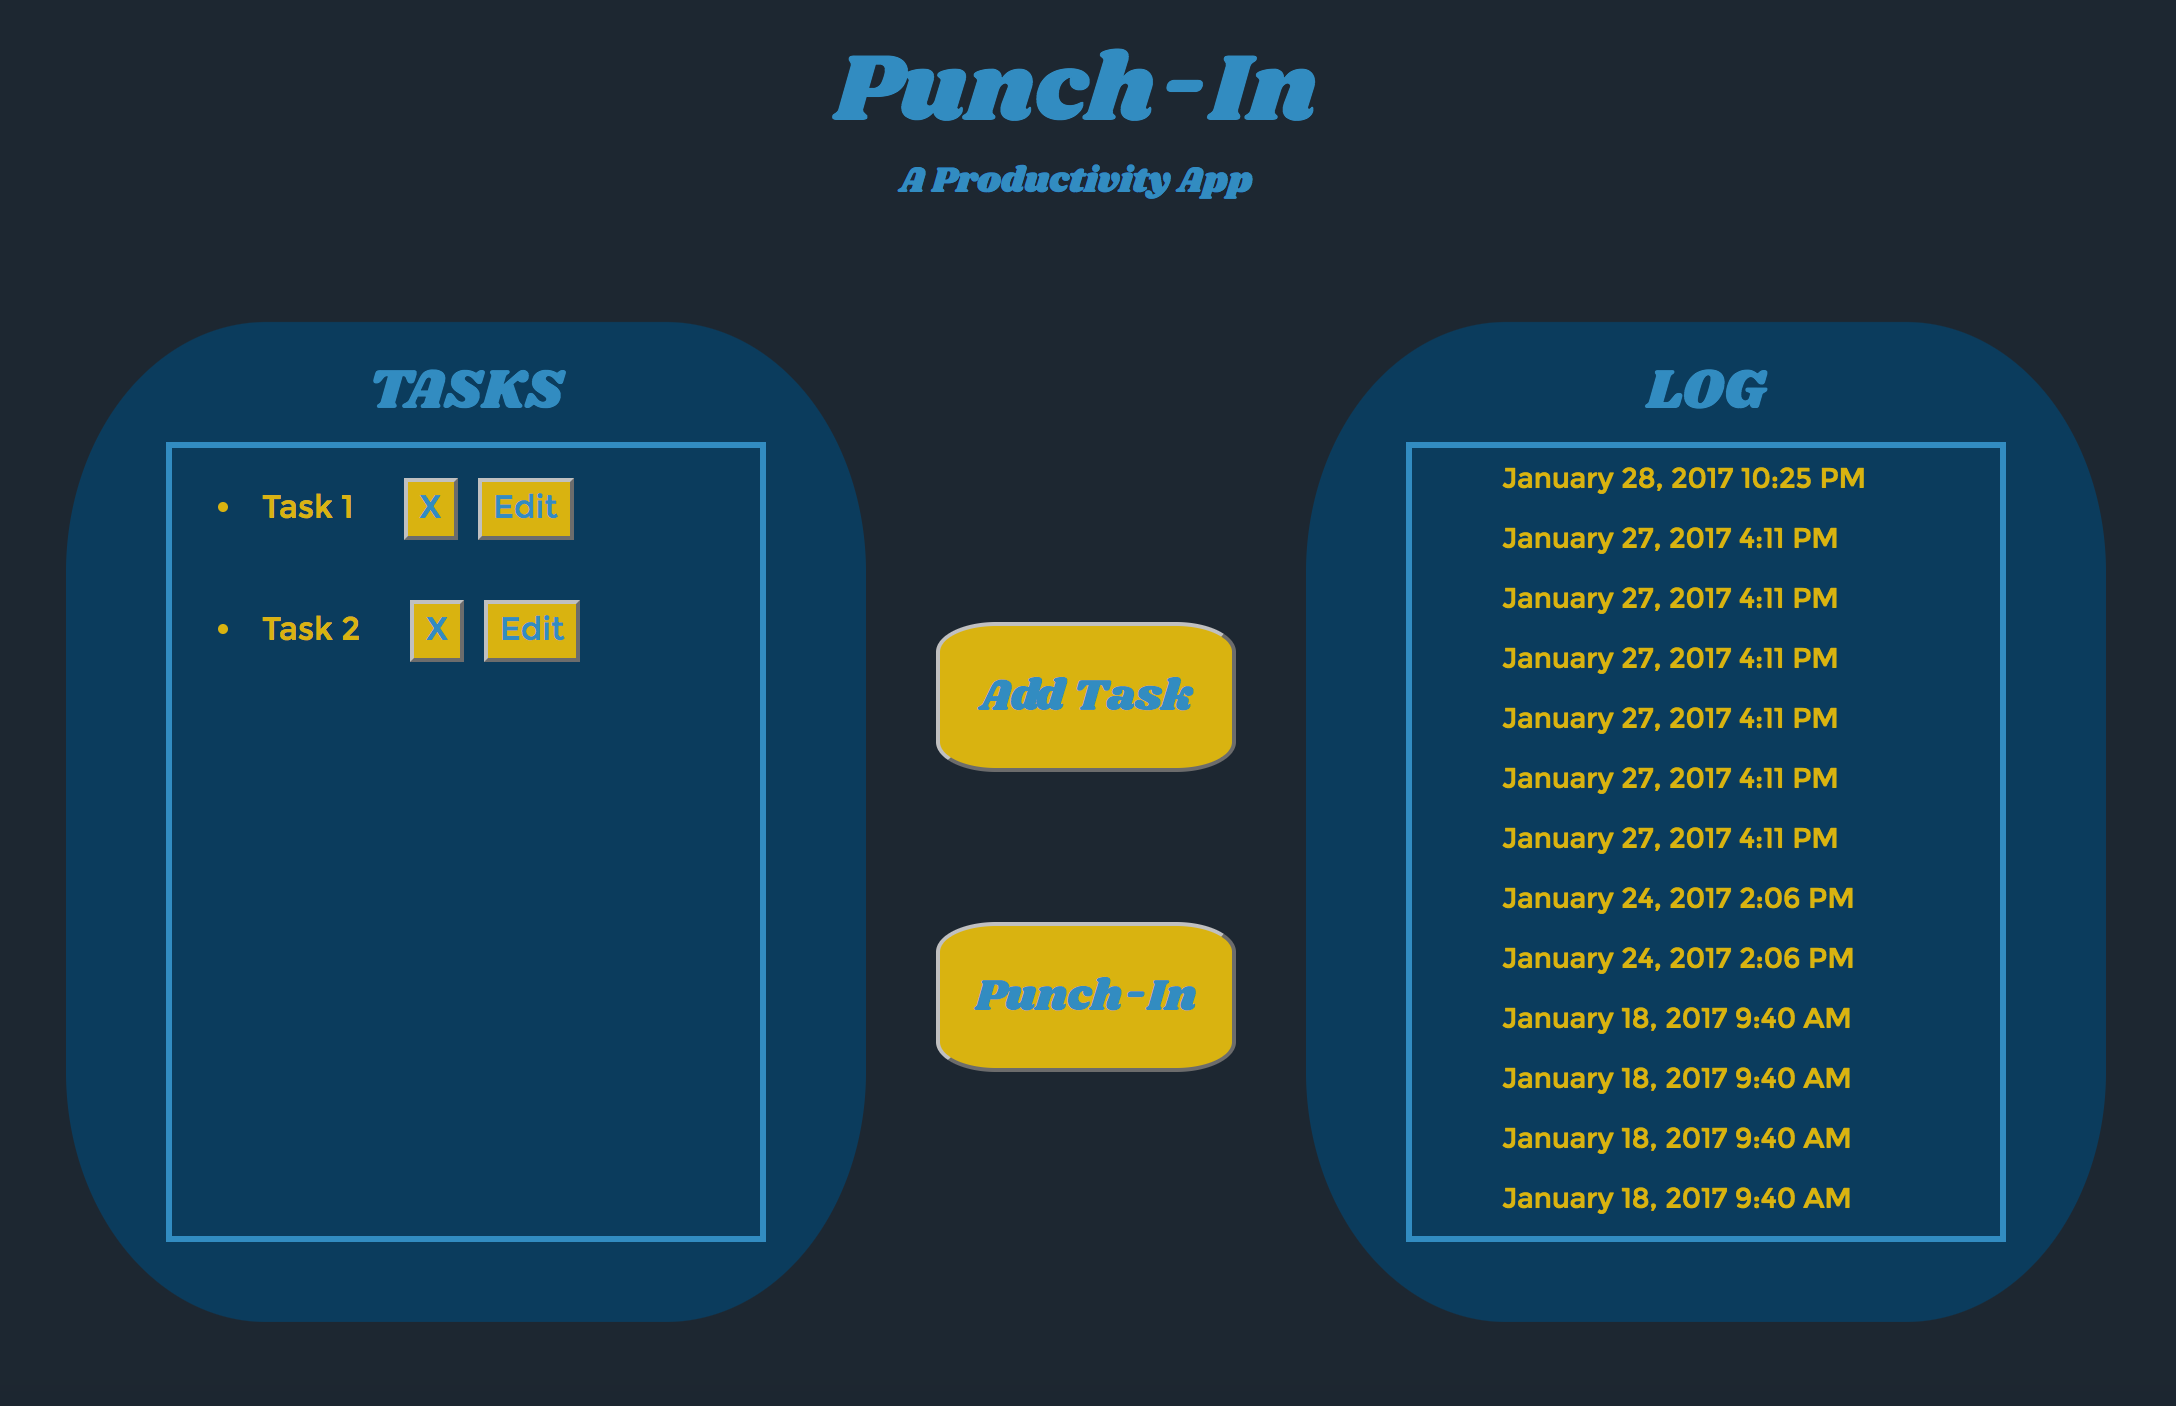 Punch-In
A Productivity App
TASKS
• Task 1 X Edit
• Task 2 X Edit
Add Task
Punch-In
LOG
January 28, 2017 10:25 PM
January 27, 2017 4:11 PM
January 27, 2017 4:11 PM
January 27, 2017 4:11 PM
January 27, 2017 4:11 PM
January 27, 2017 4:11 PM
January 27, 2017 4:11 PM
January 24, 2017 2:06 PM
January 24, 2017 2:06 PM
January 18, 2017 9:40 AM
January 18, 2017 9:40 AM
January 18, 2017 9:40 AM
January 18, 2017 9:40 AM